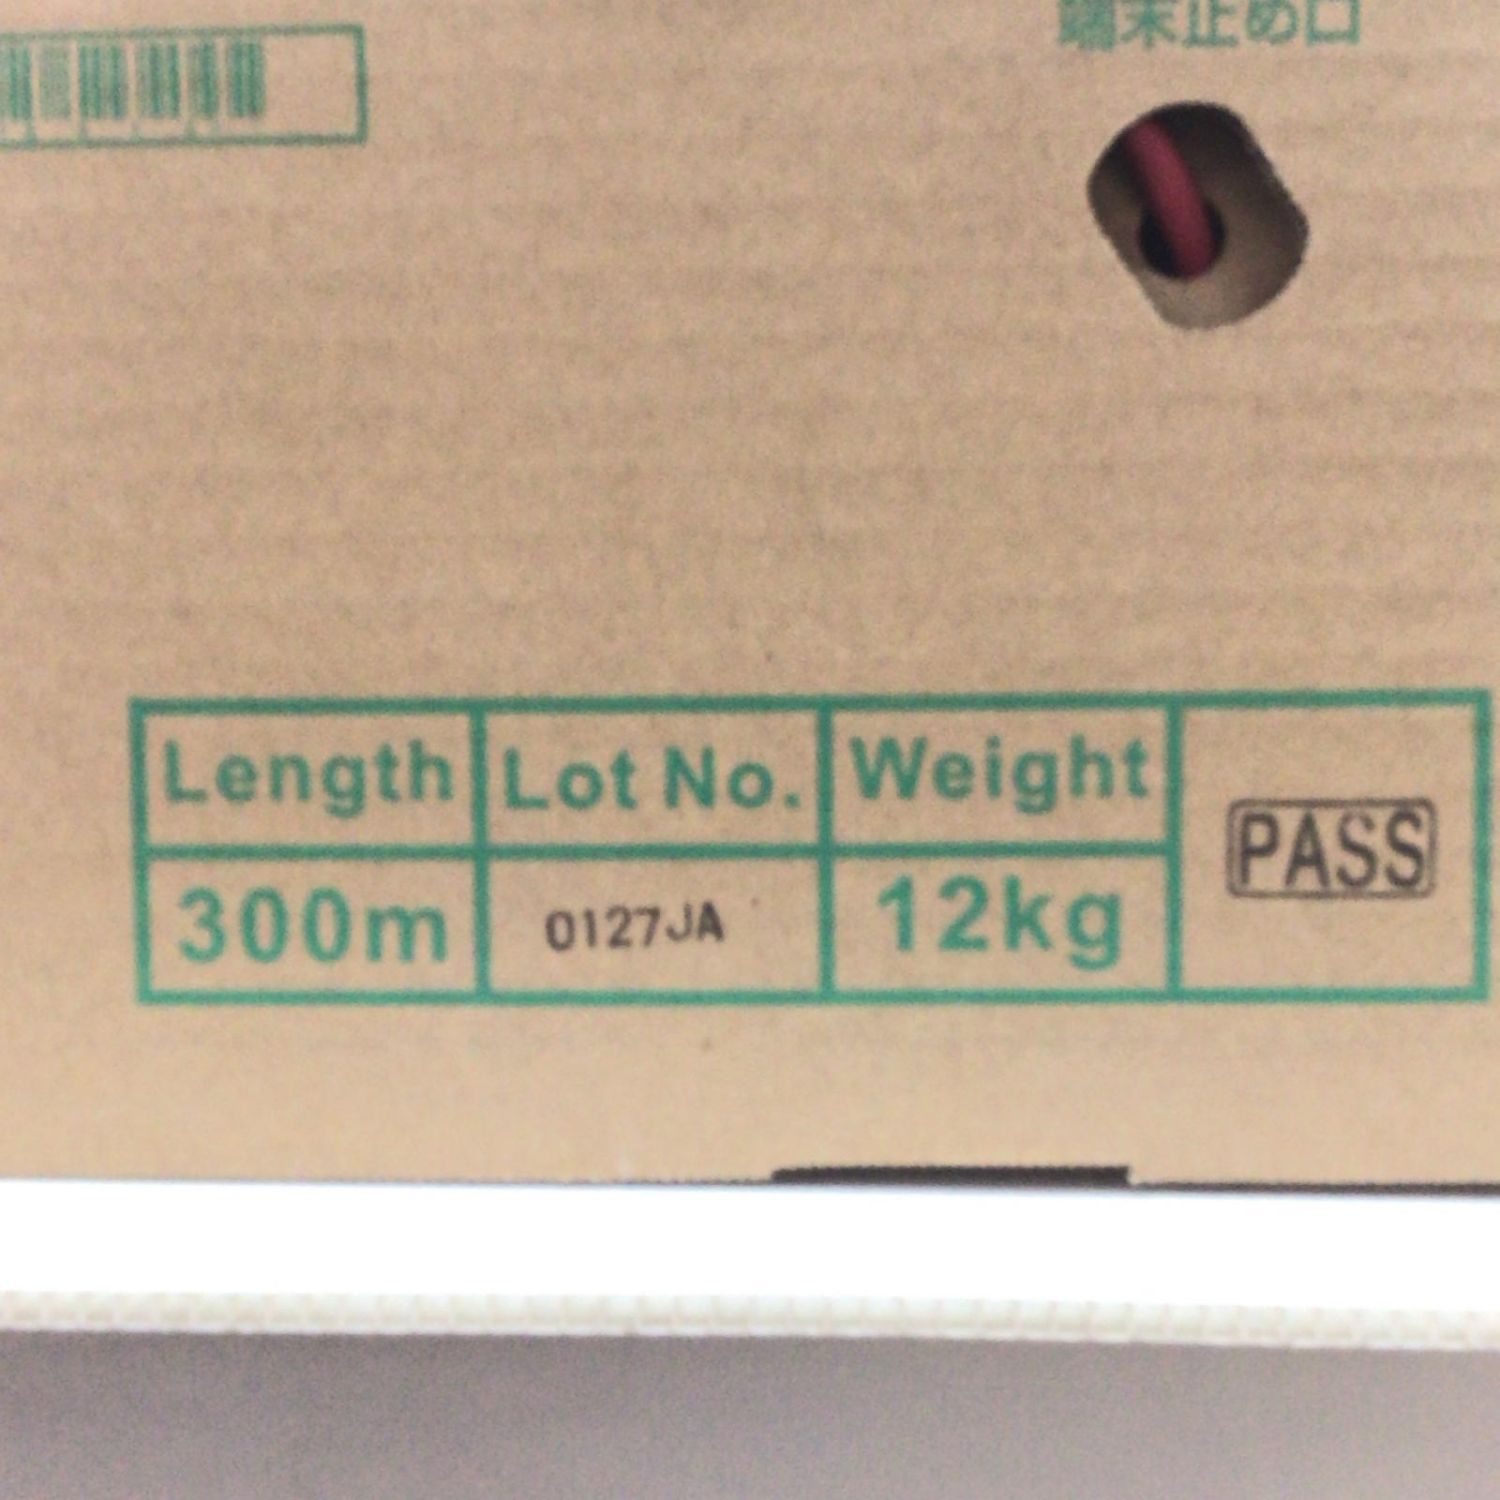 端末止め口
Length Lot No. Weight
PASS
300m 0127JA 12kg